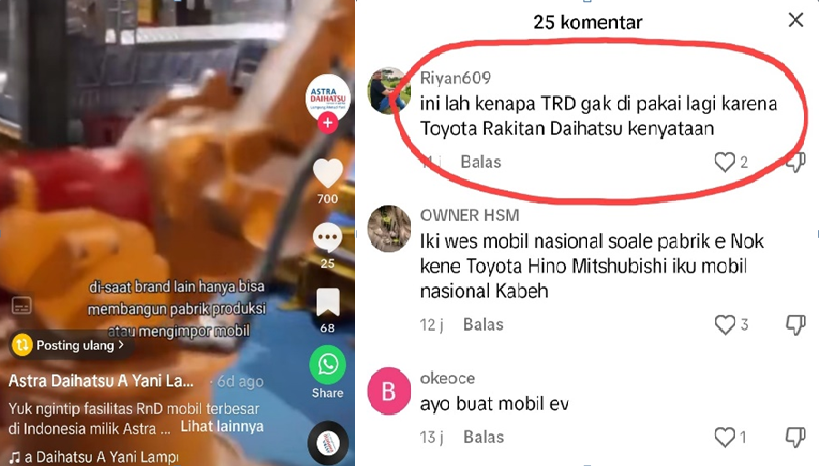 ASTRA
DAIHATSU
700
25
di-saat brand lain hanya bisa
membangun pabrik produksi
atau mengimpor mobil
68
Posting ulang >
Astra Daihatsu A Yani La... · 6d ago
Share
Yuk ngintip fasilitas RnD mobil terbesar
di Indonesia milik Astra ... Lihat lainnya
a Daihatsu A Yani Lampu
25 komentar
Riyan609
ini lah kenapa TRD gak di pakai lagi karena
Toyota Rakitan Daihatsu kenyataan
j Balas 2
OWNER HSM
Iki wes mobil nasional soale pabrik e Nok
kene Toyota Hino Mitshubishi iku mobil
nasional Kabeh
12 j Balas 3
B
okeoce
ayo buat mobil ev
13 j Balas 1